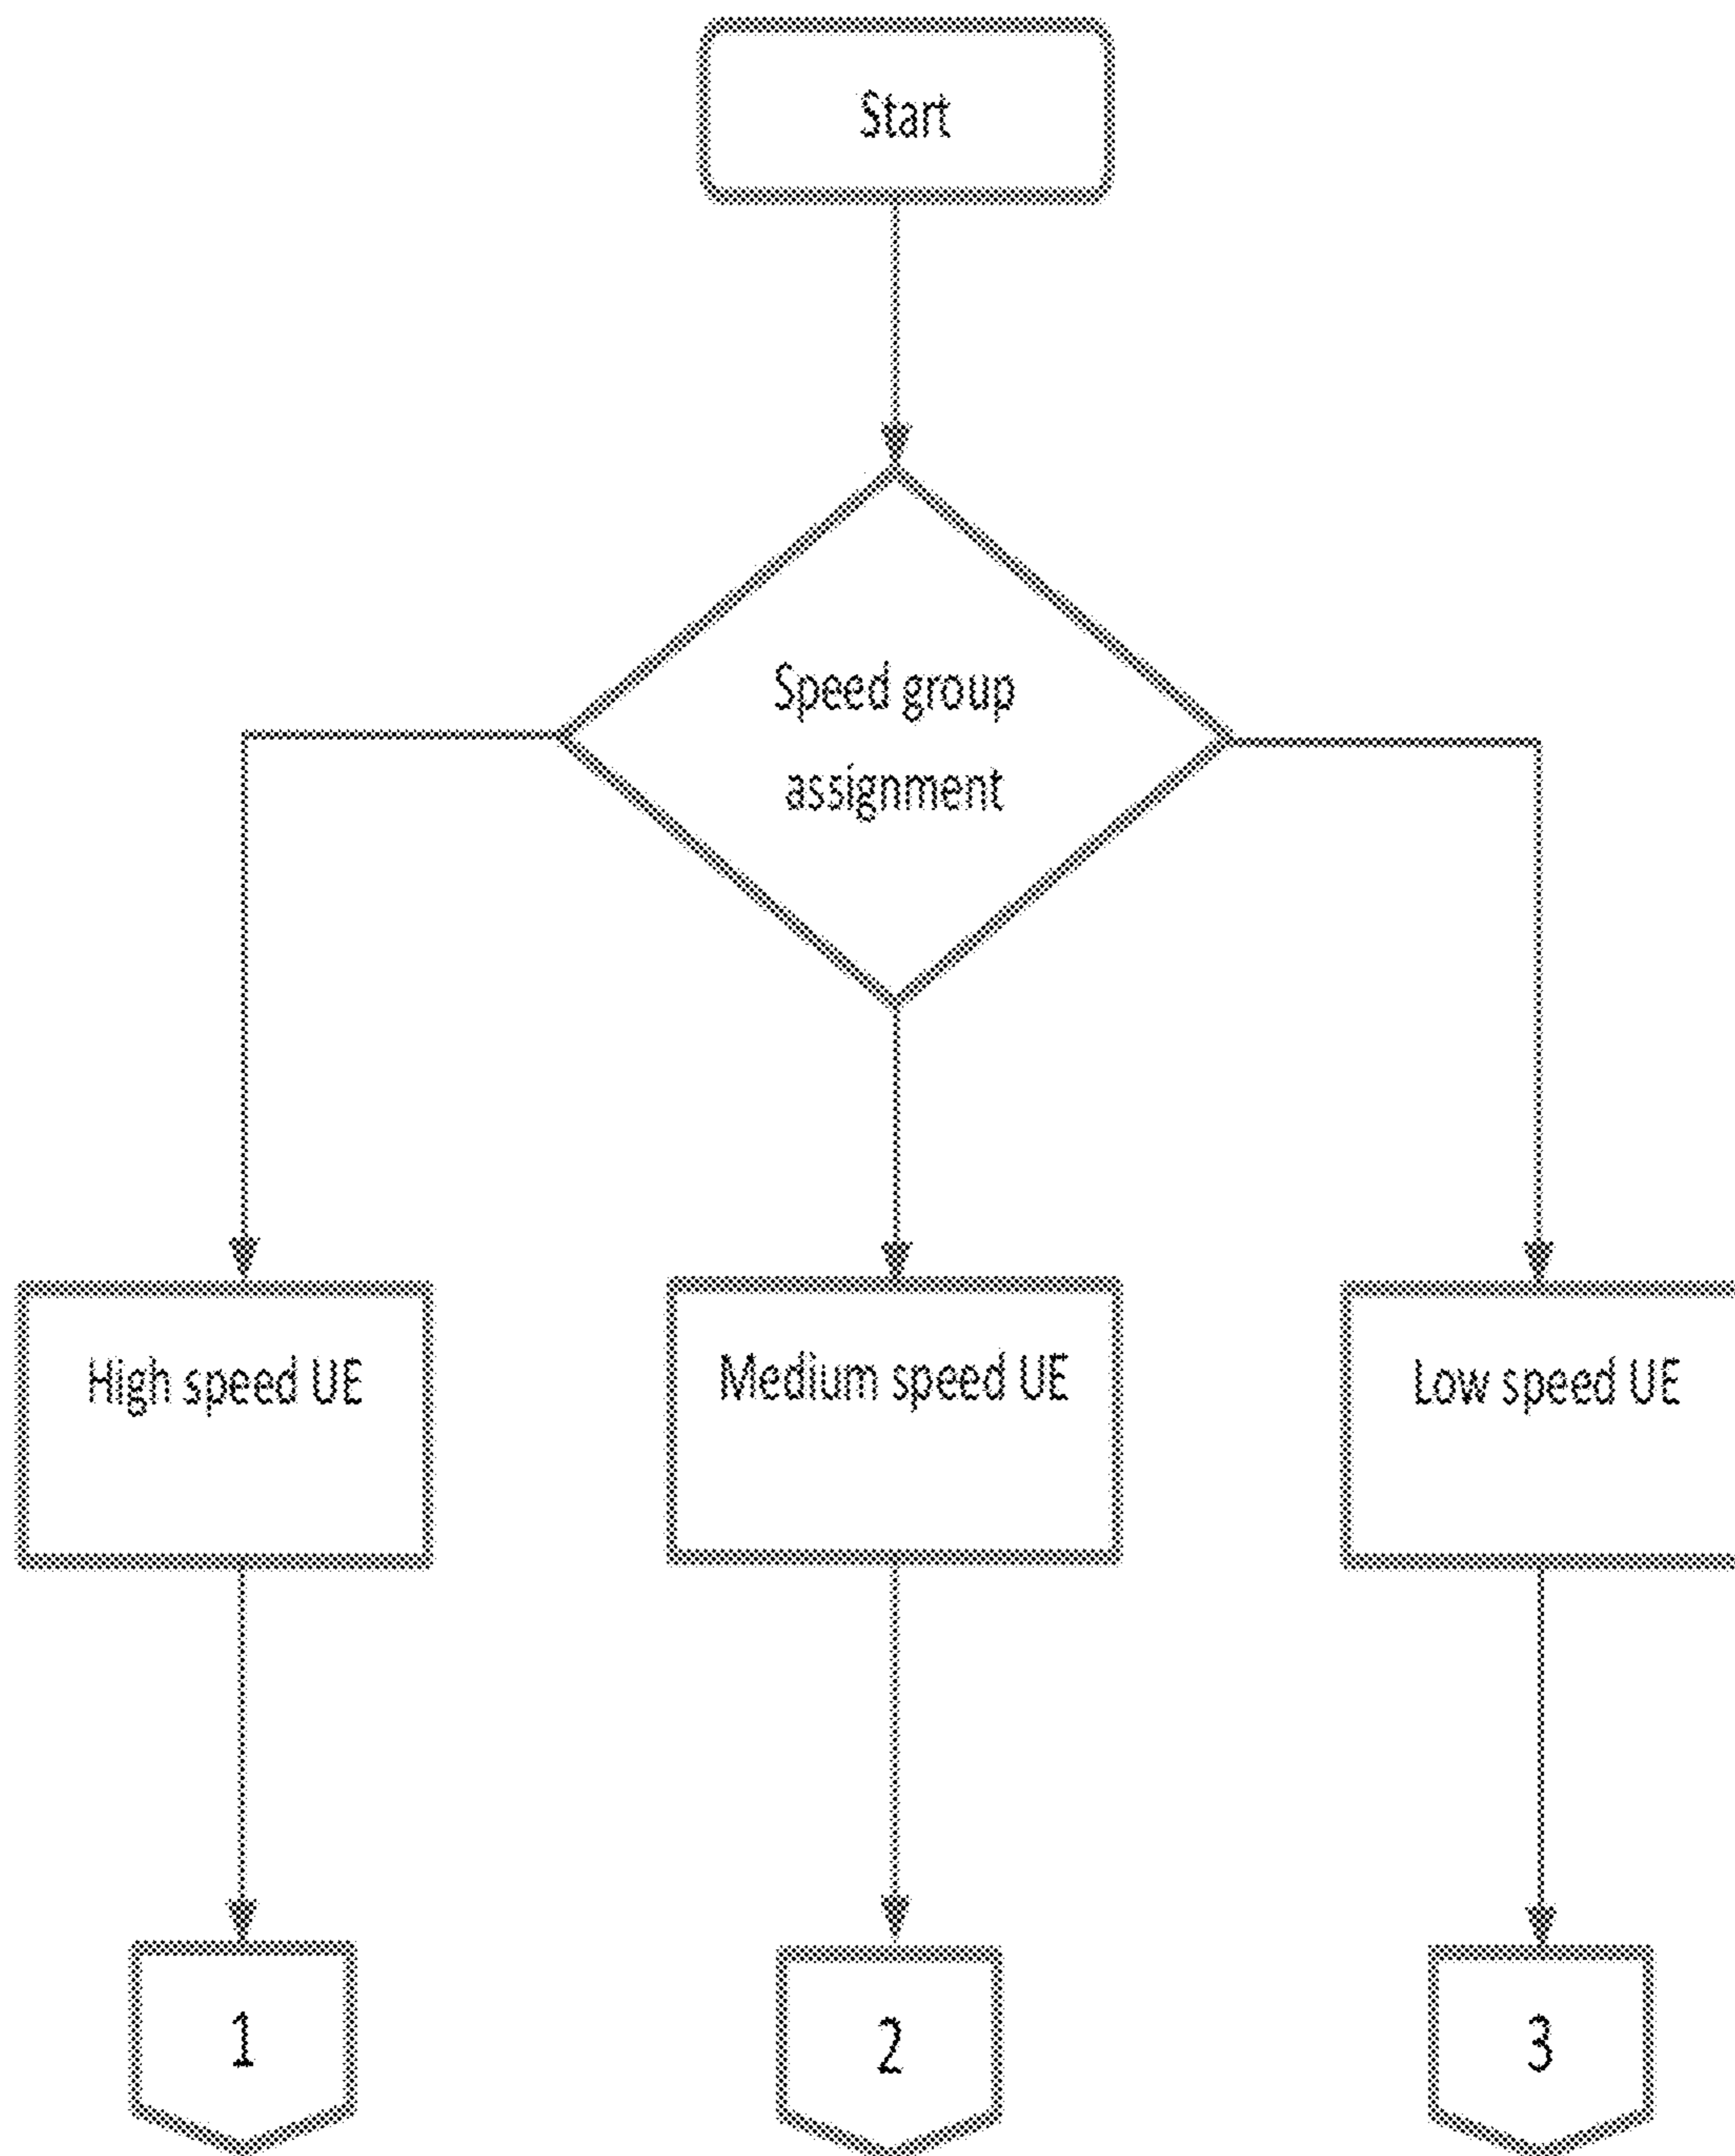 Start
Speed group
assignment
High speed UE
Medium speed UE
Low speed UE
1
2
3